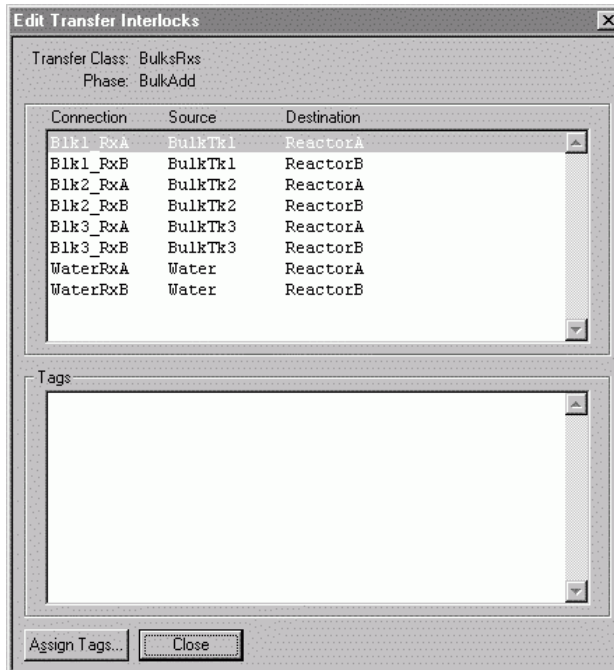 Edit Transfer Interlocks
Transfer Class: BulksRxs
Phase: BulkAdd
Connection Source Destination
Blk1_RxA BulkTk1 ReactorA
Blk1_RxB BulkTk1 ReactorB
Blk2_RxA BulkTk2 ReactorA
Blk2_RxB BulkTk2 ReactorB
Blk3_RxA BulkTk3 ReactorA
Blk3_RxB BulkTk3 ReactorB
WaterRxA Water ReactorA
WaterRxB Water ReactorB
Tags
Assign Tags... Close